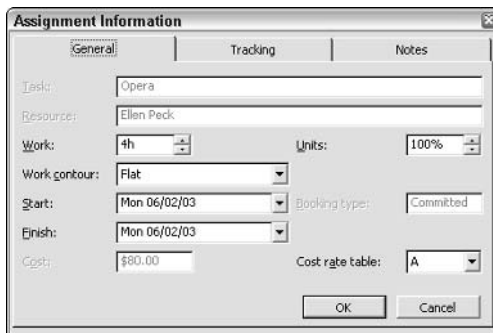 Assignment Information
General Tracking Notes
Task: Opera
Resource: Ellen Peck
Work: 4h Units: 100%
Work contour: Flat
Start: Mon 06/02/03 Booking type: Committed
Finish: Mon 06/02/03
Cost: $80.00 Cost rate table: A
OK Cancel